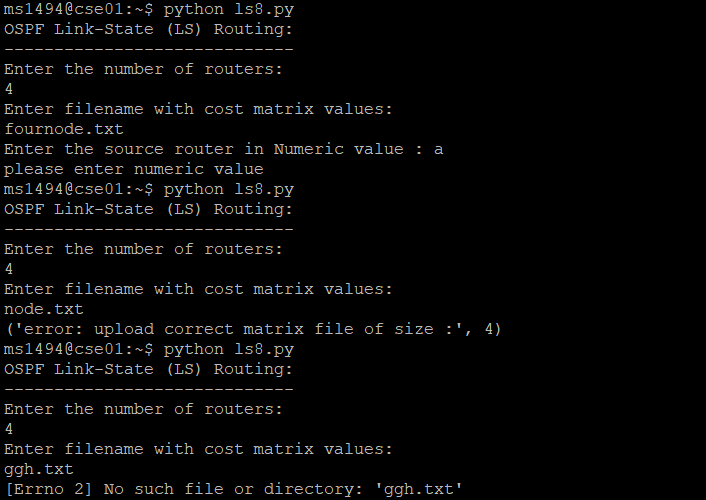 ms1494@cse01:~$ python ls8.py
OSPF Link-State (LS) Routing:
-----------------------------
Enter the number of routers:
4
Enter filename with cost matrix values:
fournode.txt
Enter the source router in Numeric value : a
please enter numeric value
ms1494@cse01:~$ python ls8.py
OSPF Link-State (LS) Routing:
-----------------------------
Enter the number of routers:
4
Enter filename with cost matrix values:
node.txt
('error: upload correct matrix file of size :', 4)
ms1494@cse01:~$ python ls8.py
OSPF Link-State (LS) Routing:
-----------------------------
Enter the number of routers:
4
Enter filename with cost matrix values:
ggh.txt
[Errno 2] No such file or directory: 'ggh.txt'